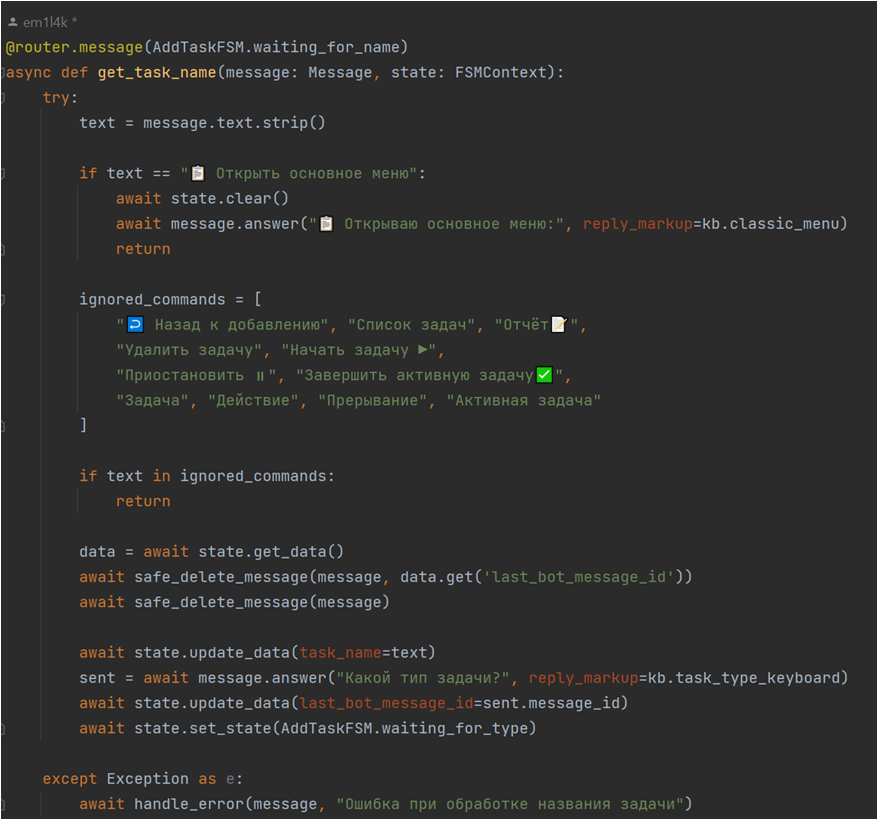 em1l4k *
@router.message(AddTaskFSM.waiting_for_name)
async def get_task_name(message: Message, state: FSMContext):
    try:
        text = message.text.strip()

        if text == "📋 Открыть основное меню":
            await state.clear()
            await message.answer("📋 Открываю основное меню:", reply_markup=kb.classic_menu)
            return

        ignored_commands = [
            "↩️ Назад к добавлению", "Список задач", "Отчёт📝",
            "Удалить задачу", "Начать задачу ▶",
            "Приостановить ⏸", "Завершить активную задачу✅",
            "Задача", "Действие", "Прерывание", "Активная задача"
        ]

        if text in ignored_commands:
            return

        data = await state.get_data()
        await safe_delete_message(message, data.get('last_bot_message_id'))
        await safe_delete_message(message)

        await state.update_data(task_name=text)
        sent = await message.answer("Какой тип задачи?", reply_markup=kb.task_type_keyboard)
        await state.update_data(last_bot_message_id=sent.message_id)
        await state.set_state(AddTaskFSM.waiting_for_type)

    except Exception as e:
        await handle_error(message, "Ошибка при обработке названия задачи")